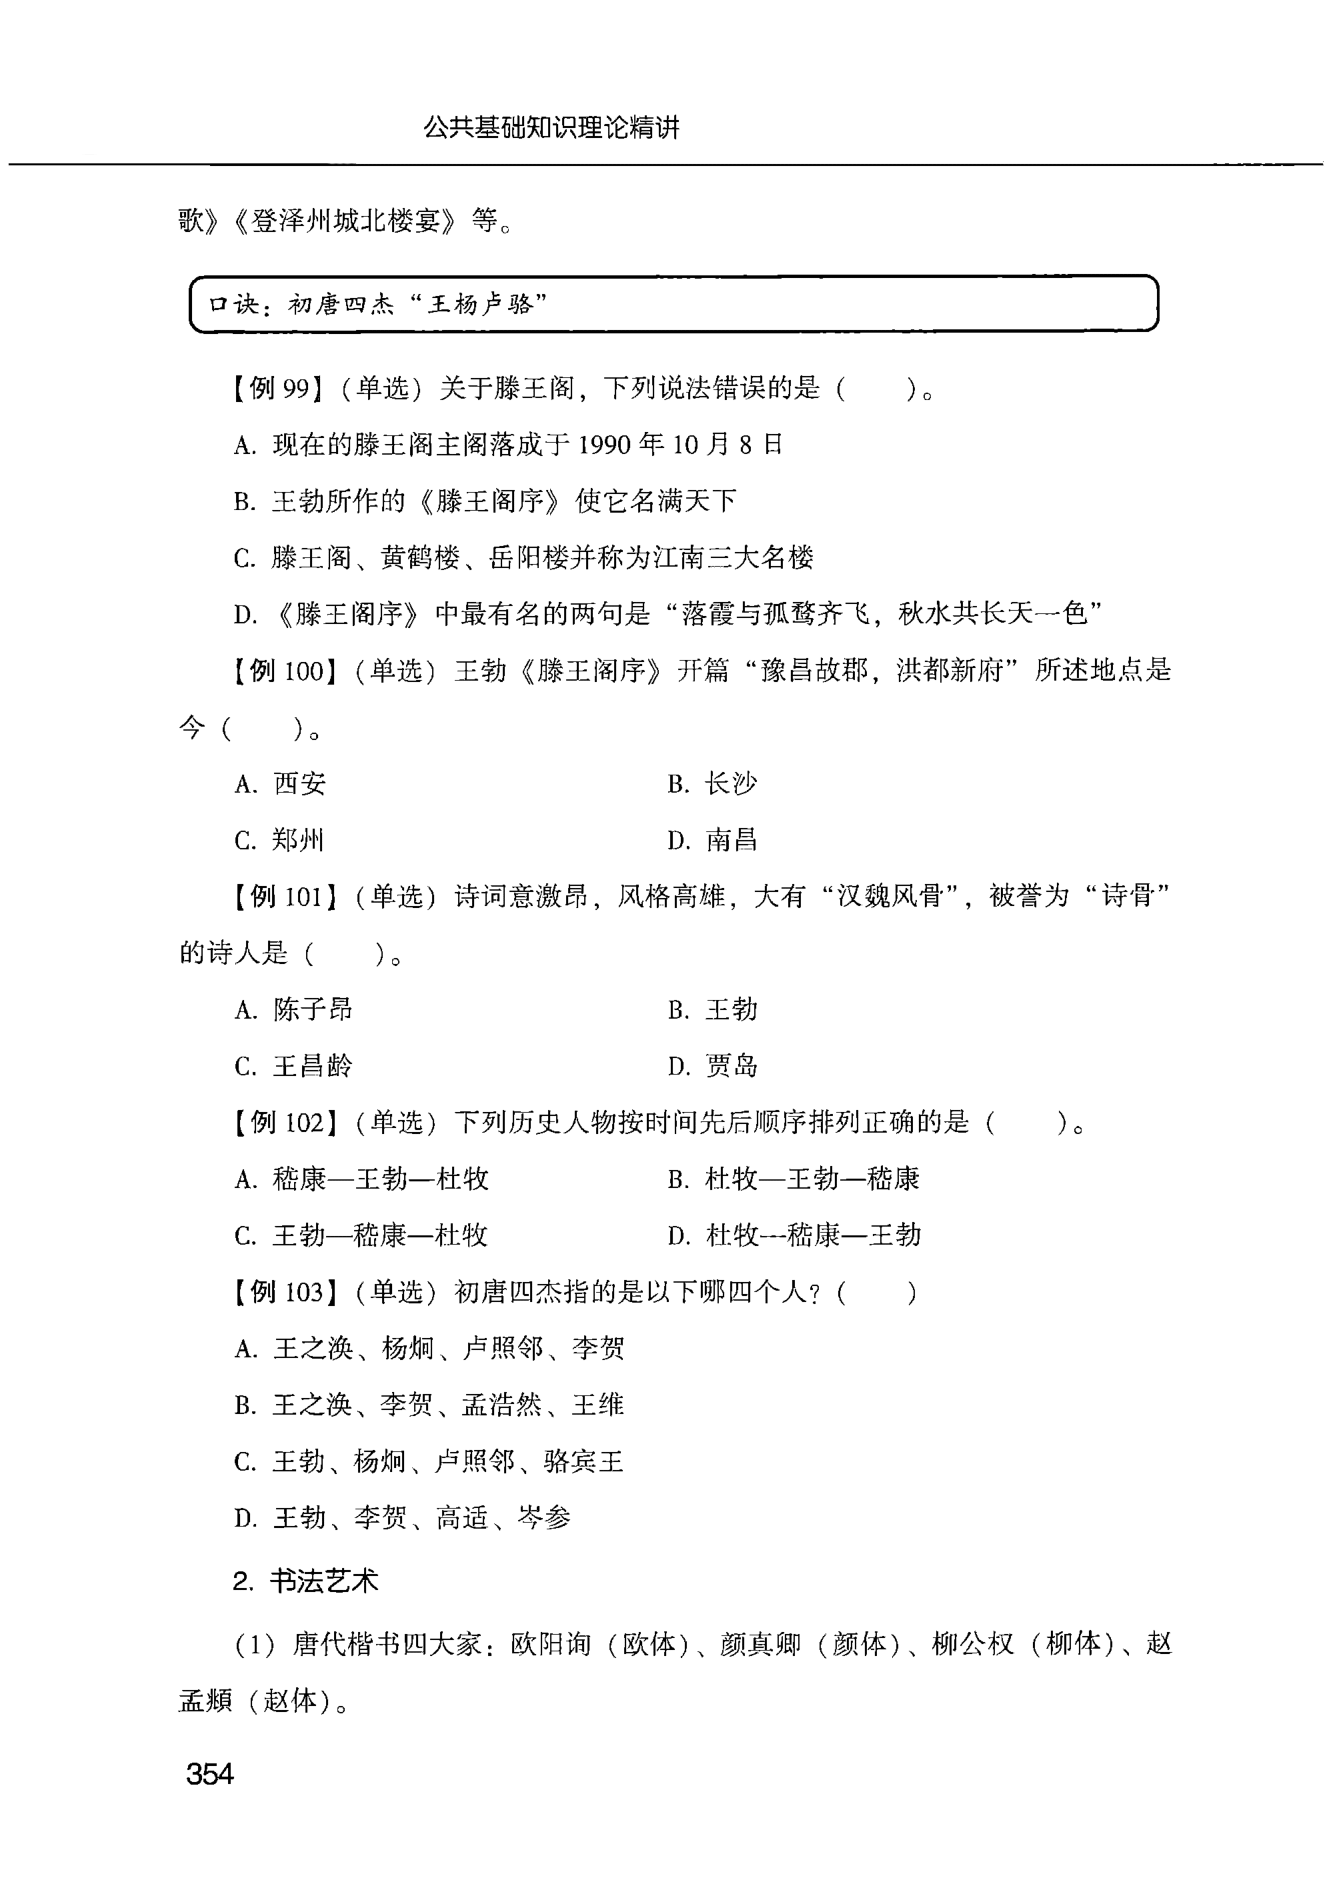 公共基础知识理论精讲
歌》《登泽州城北楼宴》等。
口诀：初唐四杰“王杨卢骆”
【例 99】（单选）关于滕王阁，下列说法错误的是（　　）。
A. 现在的滕王阁主阁落成于 1990 年 10 月 8 日
B. 王勃所作的《滕王阁序》使它名满天下
C. 滕王阁、黄鹤楼、岳阳楼并称为江南三大名楼
D. 《滕王阁序》中最有名的两句是“落霞与孤鹜齐飞，秋水共长天一色”
【例 100】（单选）王勃《滕王阁序》开篇“豫昌故郡，洪都新府”所述地点是
今（　　）。
A. 西安　　B. 长沙
C. 郑州　　D. 南昌
【例 101】（单选）诗词意激昂，风格高雄，大有“汉魏风骨”，被誉为“诗骨”
的诗人是（　　）。
A. 陈子昂　　B. 王勃
C. 王昌龄　　D. 贾岛
【例 102】（单选）下列历史人物按时间先后顺序排列正确的是（　　）。
A. 嵇康—王勃—杜牧　　B. 杜牧—王勃—嵇康
C. 王勃—嵇康—杜牧　　D. 杜牧—嵇康—王勃
【例 103】（单选）初唐四杰指的是以下哪四个人？（　　）
A. 王之涣、杨炯、卢照邻、李贺
B. 王之涣、李贺、孟浩然、王维
C. 王勃、杨炯、卢照邻、骆宾王
D. 王勃、李贺、高适、岑参
2. 书法艺术
（1）唐代楷书四大家：欧阳询（欧体）、颜真卿（颜体）、柳公权（柳体）、赵
孟頫（赵体）。
354